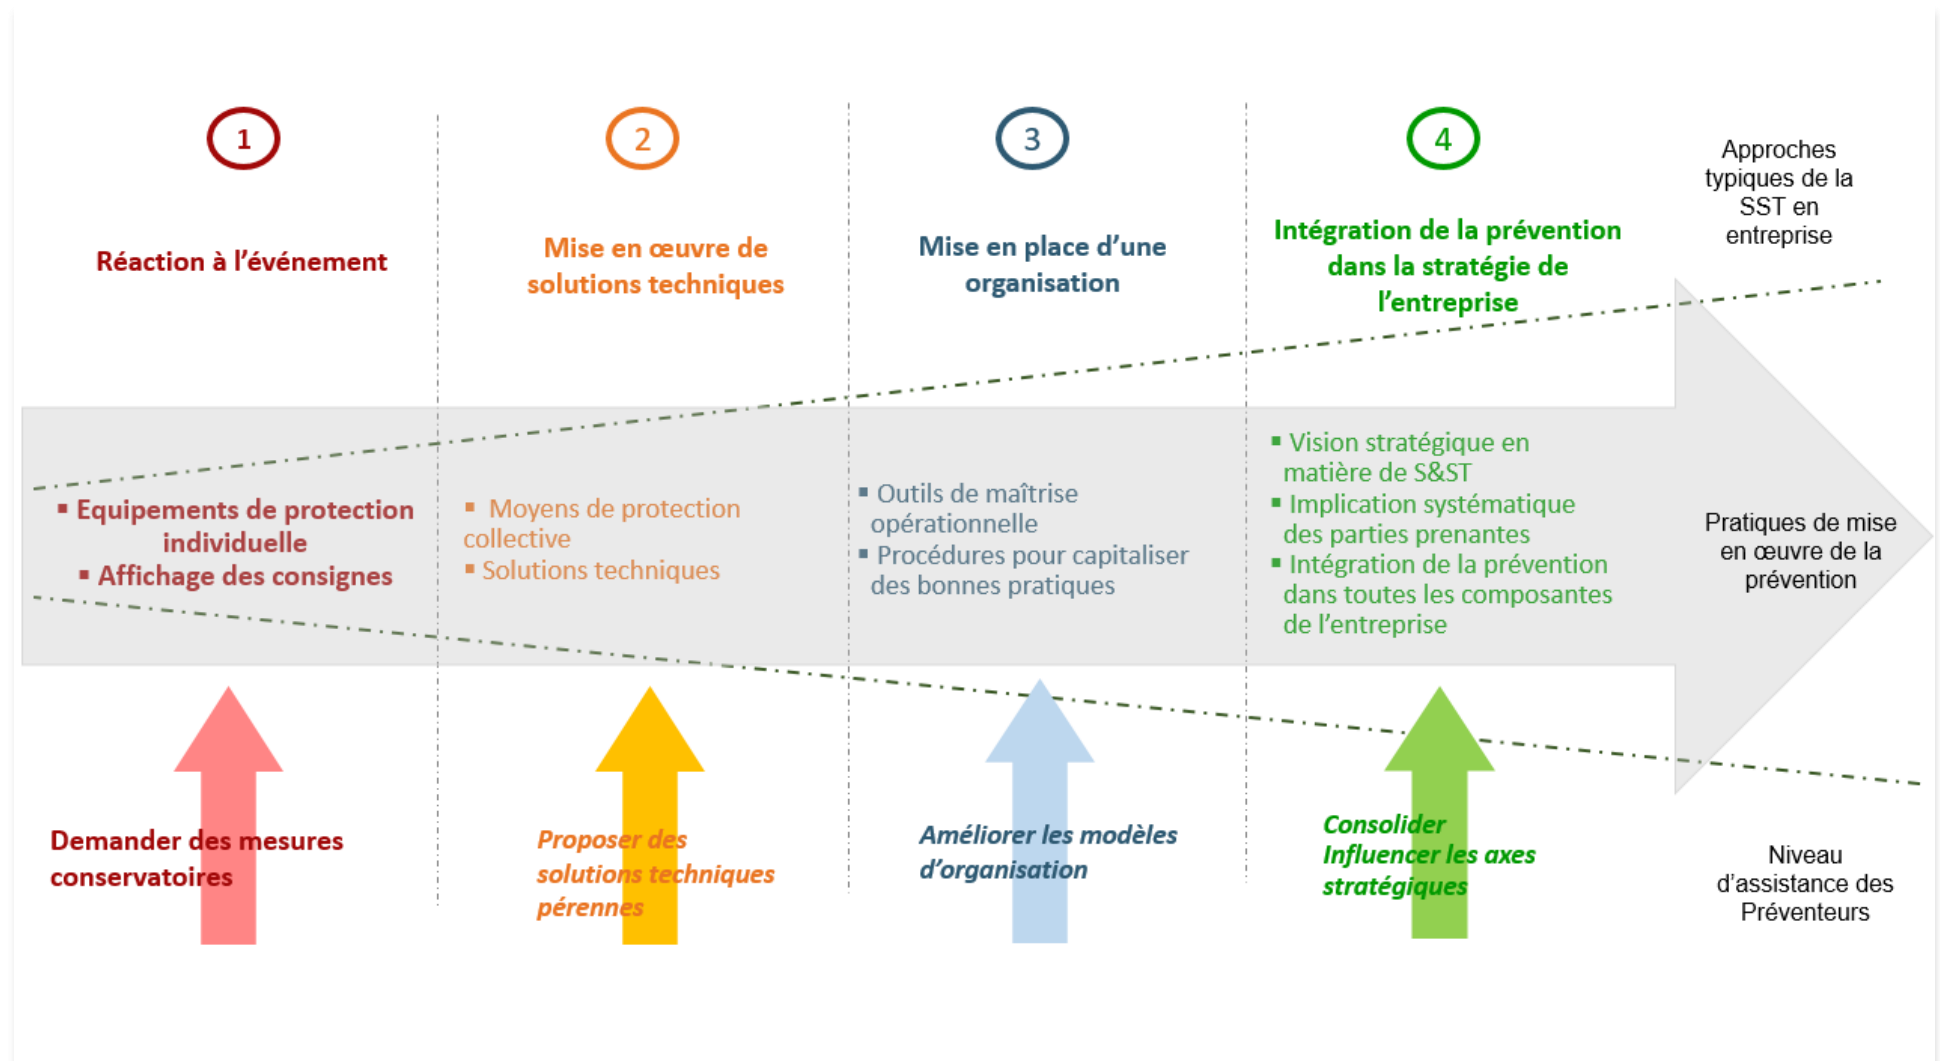 1
2
3
4
Approches
typiques de la
SST en
entreprise
Réaction à l'événement
Mise en œuvre de
solutions techniques
Mise en place d'une
organisation
Intégration de la prévention
dans la stratégie de
l'entreprise
▪ Equipements de protection
individuelle
▪ Affichage des consignes
▪ Moyens de protection
collective
▪ Solutions techniques
▪ Outils de maîtrise
opérationnelle
▪ Procédures pour capitaliser
des bonnes pratiques
▪ Vision stratégique en
matière de S&ST
▪ Implication systématique
des parties prenantes
▪ Intégration de la prévention
dans toutes les composantes
de l'entreprise
Pratiques de mise
en œuvre de la
prévention
Demander des mesures
conservatoires
Proposer des
solutions techniques
pérennes
Améliorer les modèles
d'organisation
Consolider
Influencer les axes
stratégiques
Niveau
d'assistance des
Préventeurs